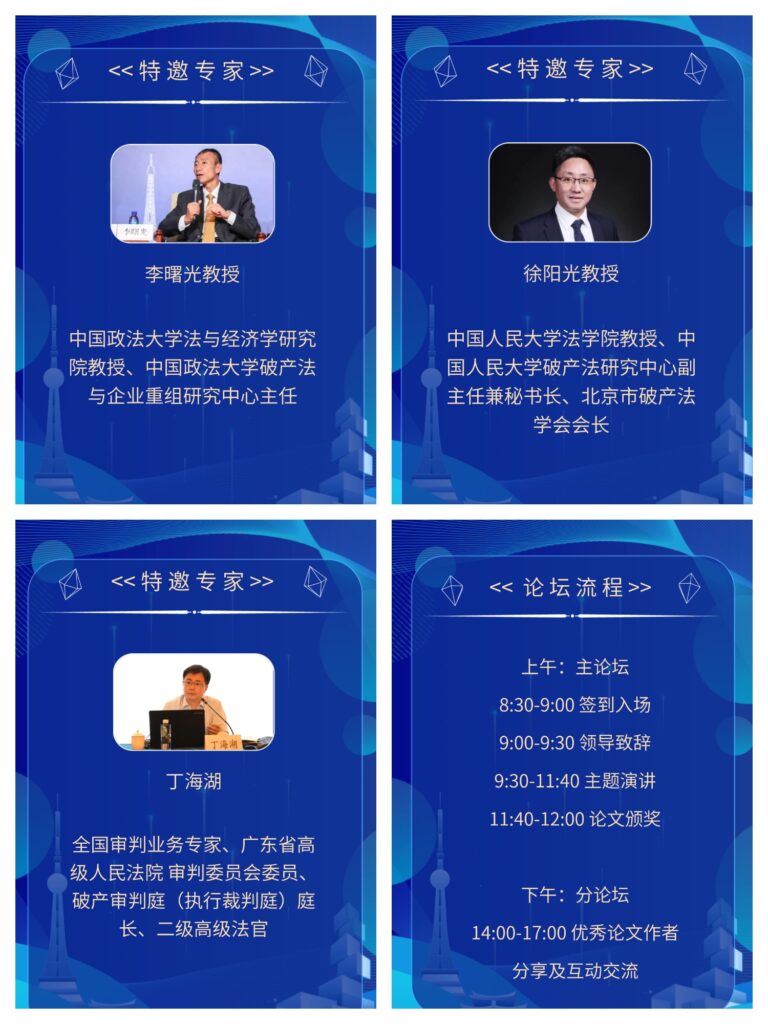 << 特邀专家 >>
李曙光
李曙光教授
中国政法大学法与经济学研究
院教授、中国政法大学破产法
与企业重组研究中心主任
<< 特邀专家 >>
徐阳光教授
中国人民大学法学院教授、中
国人民大学破产法研究中心副
主任兼秘书长、北京市破产法
学会会长
<< 特邀专家 >>
丁海湖
丁海湖
全国审判业务专家、广东省高
级人民法院 审判委员会委员、
破产审判庭（执行裁判庭）庭
长、二级高级法官
<< 论坛流程 >>
上午：主论坛
8:30-9:00 签到入场
9:00-9:30 领导致辞
9:30-11:40 主题演讲
11:40-12:00 论文颁奖
下午：分论坛
14:00-17:00 优秀论文作者
分享及互动交流